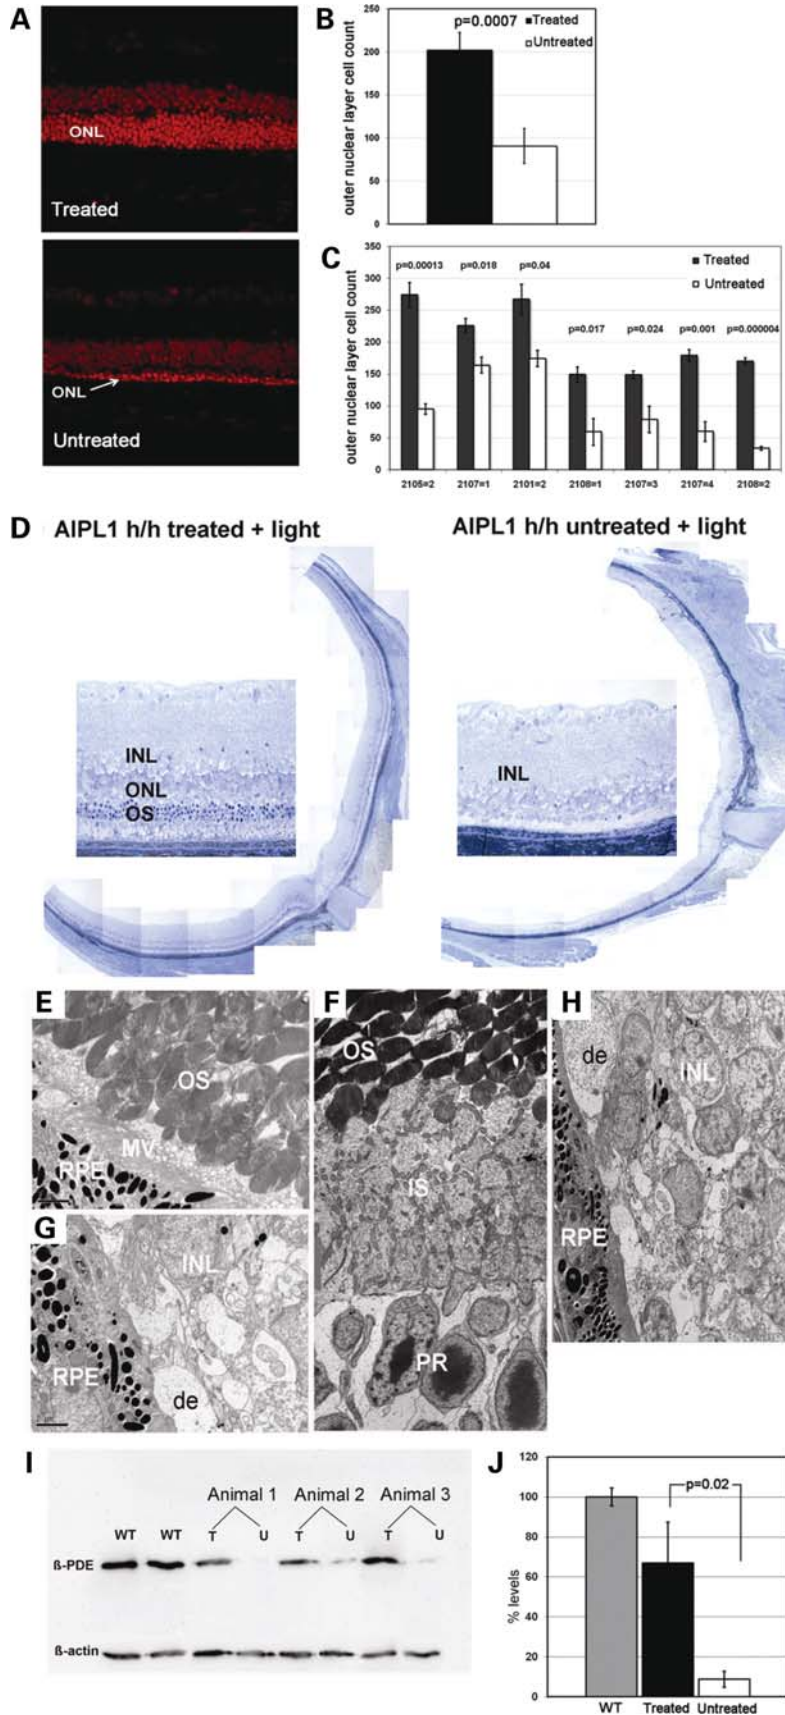 A
ONL
Treated
ONL
Untreated
B
p=0.0007
Treated
Untreated
outer nuclear layer cell count
250
200
150
100
50
0
C
Treated
Untreated
p=0.00013 p=0.018 p=0.04
p=0.017 p=0.024 p=0.001 p=0.000004
outer nuclear layer cell count
350
300
250
200
150
100
50
0
2105=2 2107=1 2101=2 2108=1 2107=3 2107=4 2108=2
D
AIPL1 h/h treated + light
AIPL1 h/h untreated + light
INL
ONL
OS
INL
E
OS
MV
RPE
F
OS
IS
PR
G
INL
RPE
de
H
de
INL
RPE
I
Animal 1 Animal 2 Animal 3
WT WT T U T U T U
ß-PDE
ß-actin
J
p=0.02
% levels
120
100
80
60
40
20
0
WT Treated Untreated